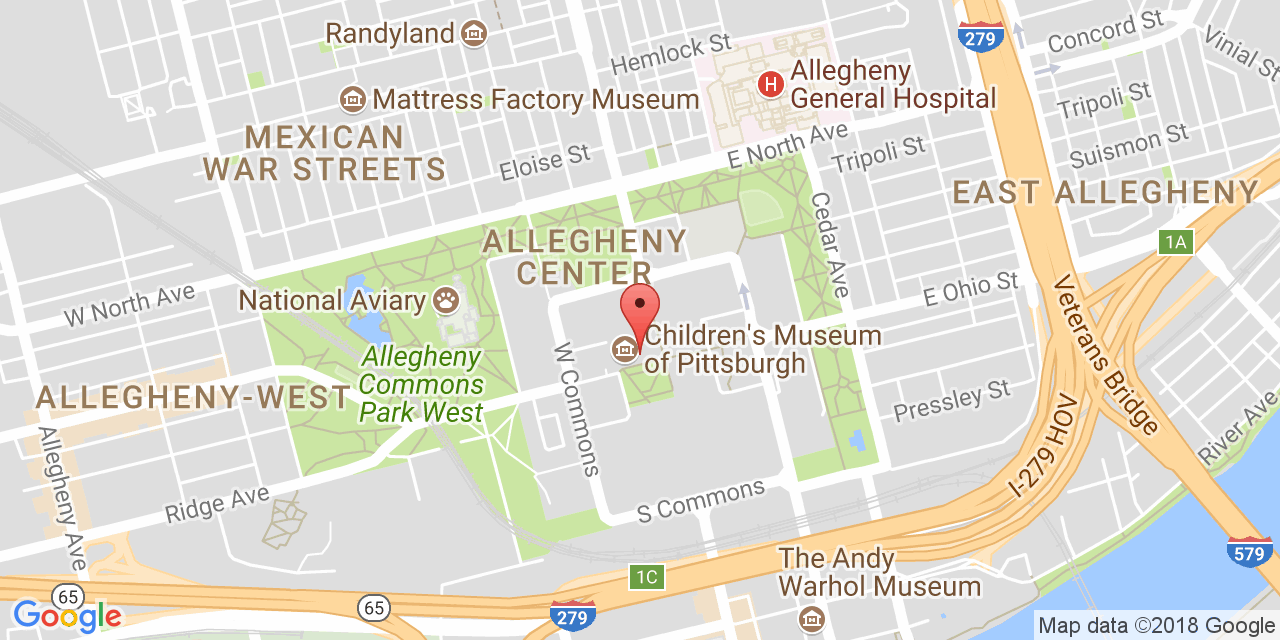 Randyland
Hemlock St
279
Concord St
Vinial St
Allegheny
General Hospital
H
Mattress Factory Museum
Tripoli St
MEXICAN
WAR STREETS
Eloise St
E North Ave
Tripoli St
Suismon St
EAST ALLEGHENY
Cedar Ave
ALLEGHENY
CENTER
1A
W North Ave
National Aviary
E Ohio St
Veterans Bridge
Children's Museum
of Pittsburgh
Allegheny
Commons
Park West
W Commons
ALLEGHENY-WEST
Pressley St
I-279 HOV
River Ave
Allegheny Ave
Ridge Ave
S Commons
579
The Andy
Warhol Museum
1C
65
65
279
Google
Map data ©2018 Google